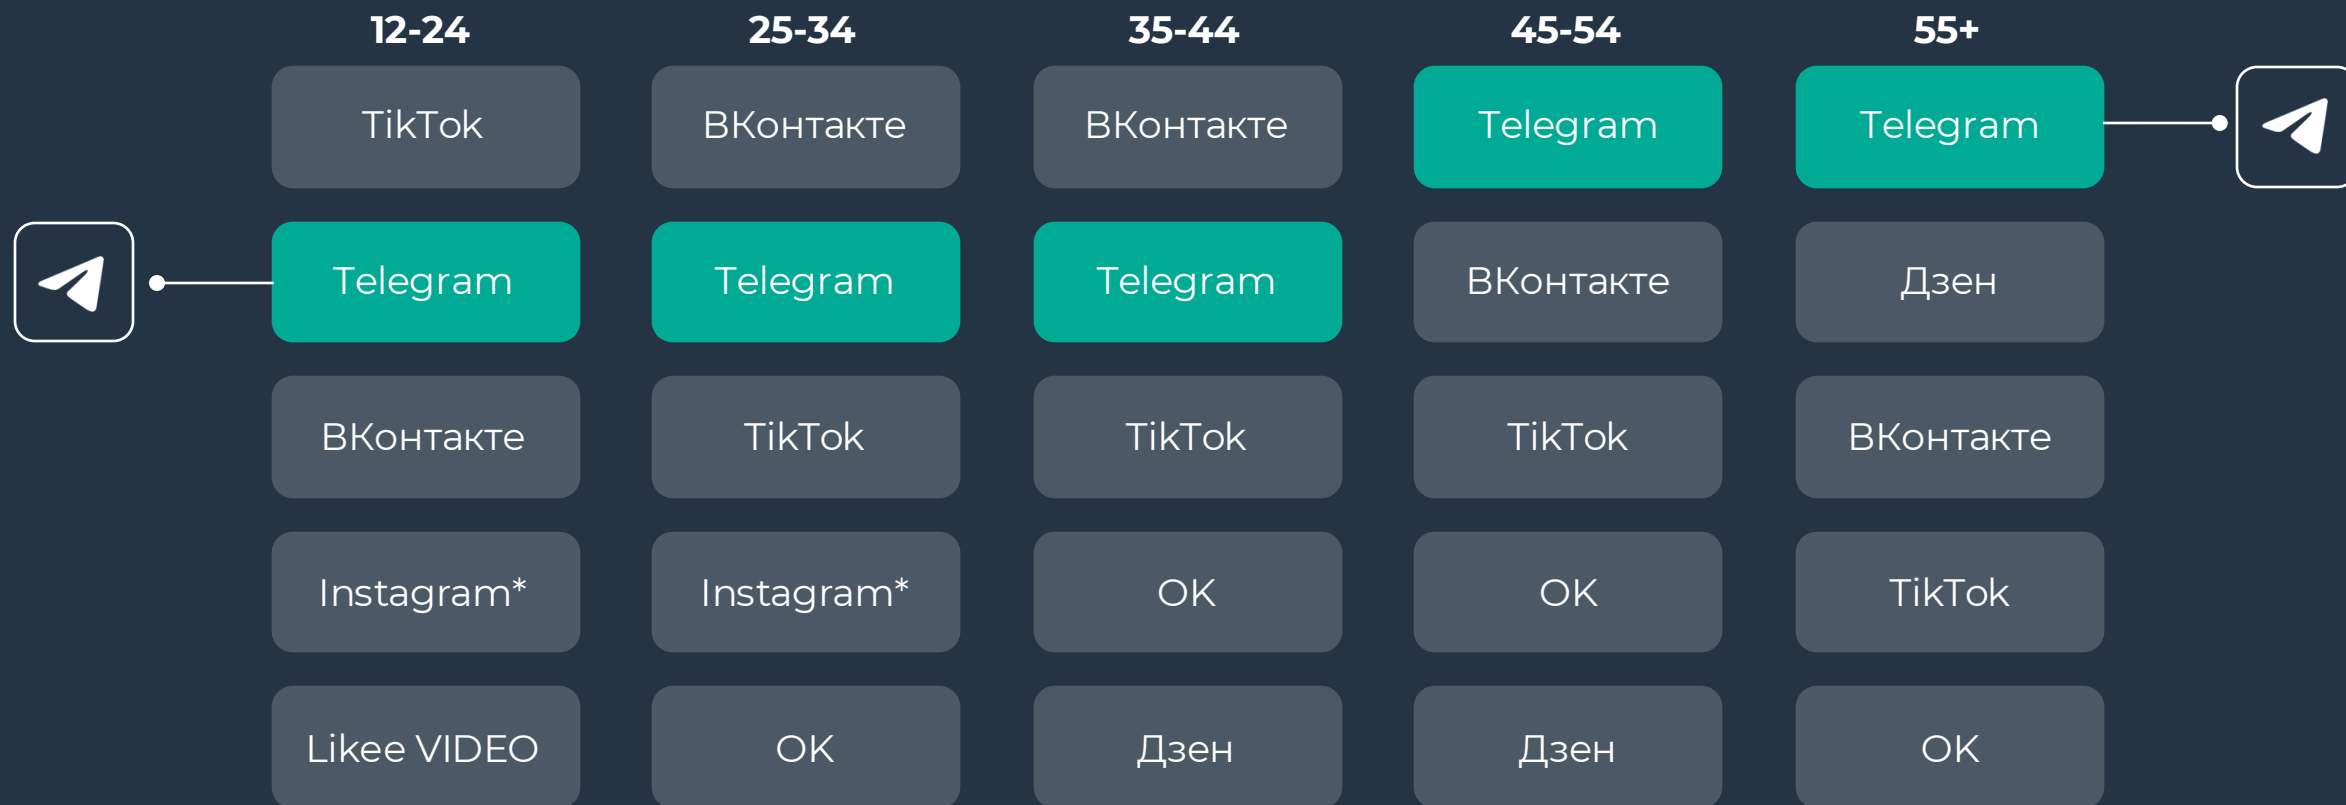 12-24 25-34 35-44 45-54 55+
TikTok ВКонтакте ВКонтакте Telegram Telegram
Telegram Telegram Telegram ВКонтакте Дзен
ВКонтакте TikTok TikTok TikTok ВКонтакте
Instagram* Instagram* OK OK TikTok
Likee VIDEO OK Дзен Дзен OK